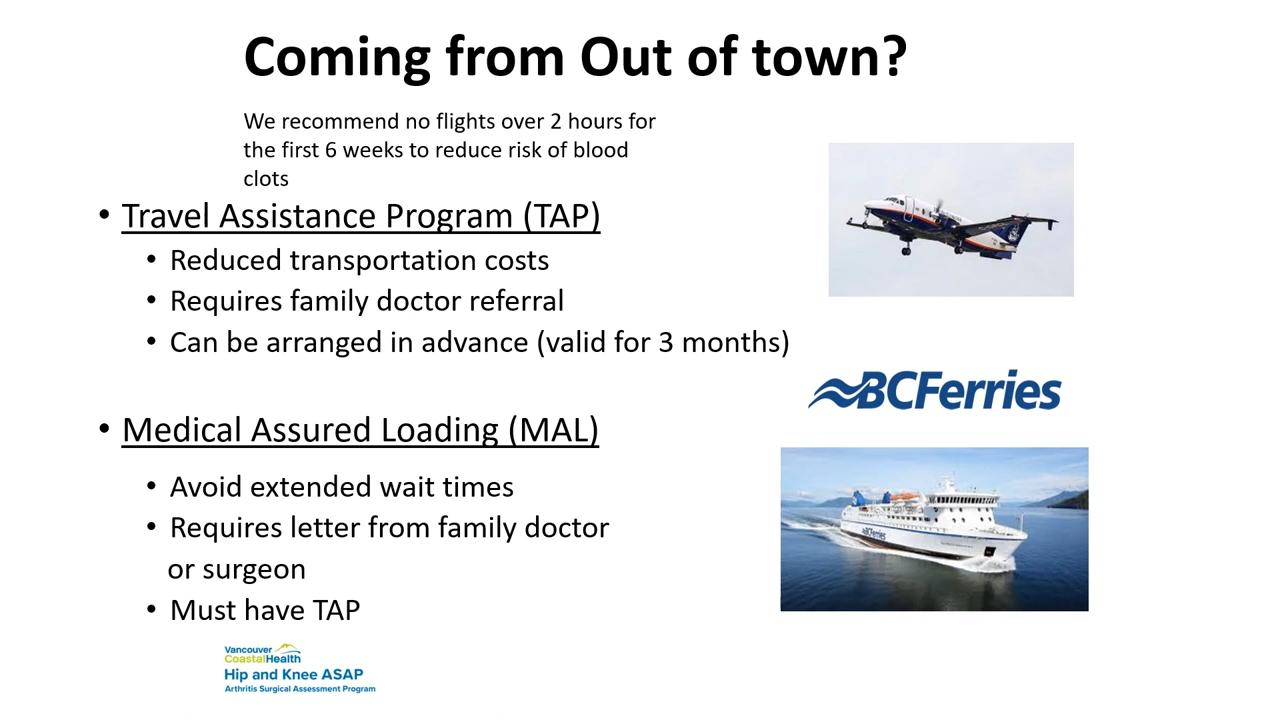 Coming from Out of town?
We recommend no flights over 2 hours for
the first 6 weeks to reduce risk of blood
clots
• Travel Assistance Program (TAP)
• Reduced transportation costs
• Requires family doctor referral
• Can be arranged in advance (valid for 3 months)
BCFerries
• Medical Assured Loading (MAL)
• Avoid extended wait times
• Requires letter from family doctor
or surgeon
• Must have TAP
BCFerries
Vancouver
CoastalHealth
Hip and Knee ASAP
Arthritis Surgical Assessment Program